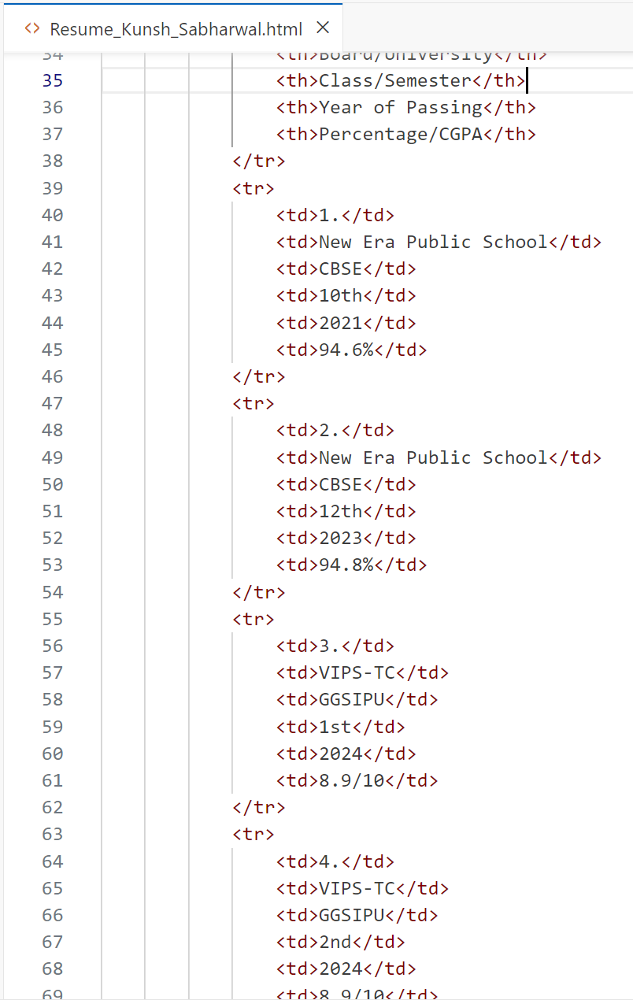 Resume_Kunsh_Sabharwal.html
34 <th>Board/University</th>
35 <th>Class/Semester</th>
36 <th>Year of Passing</th>
37 <th>Percentage/CGPA</th>
38 </tr>
39 <tr>
40 <td>1.</td>
41 <td>New Era Public School</td>
42 <td>CBSE</td>
43 <td>10th</td>
44 <td>2021</td>
45 <td>94.6%</td>
46 </tr>
47 <tr>
48 <td>2.</td>
49 <td>New Era Public School</td>
50 <td>CBSE</td>
51 <td>12th</td>
52 <td>2023</td>
53 <td>94.8%</td>
54 </tr>
55 <tr>
56 <td>3.</td>
57 <td>VIPS-TC</td>
58 <td>GGSIPU</td>
59 <td>1st</td>
60 <td>2024</td>
61 <td>8.9/10</td>
62 </tr>
63 <tr>
64 <td>4.</td>
65 <td>VIPS-TC</td>
66 <td>GGSIPU</td>
67 <td>2nd</td>
68 <td>2024</td>
69 <td>8.9/10</td>